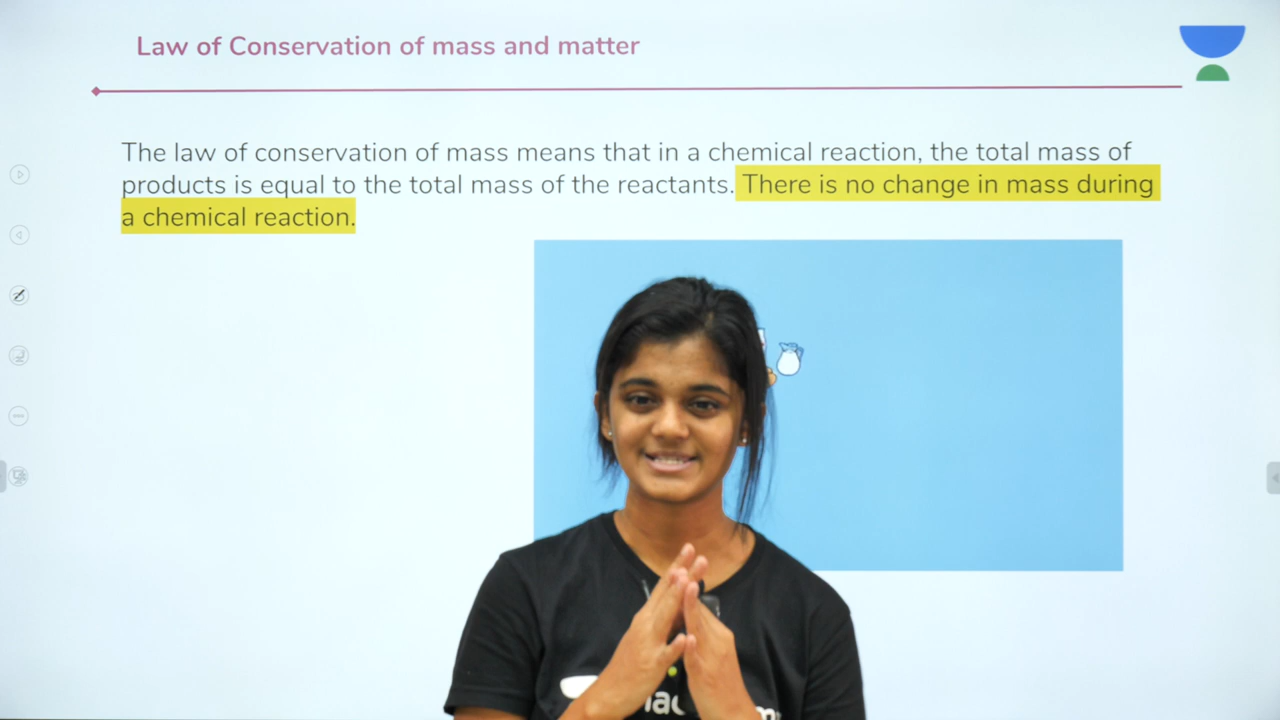 Law of Conservation of mass and matter
The law of conservation of mass means that in a chemical reaction, the total mass of
products is equal to the total mass of the reactants. There is no change in mass during
a chemical reaction.